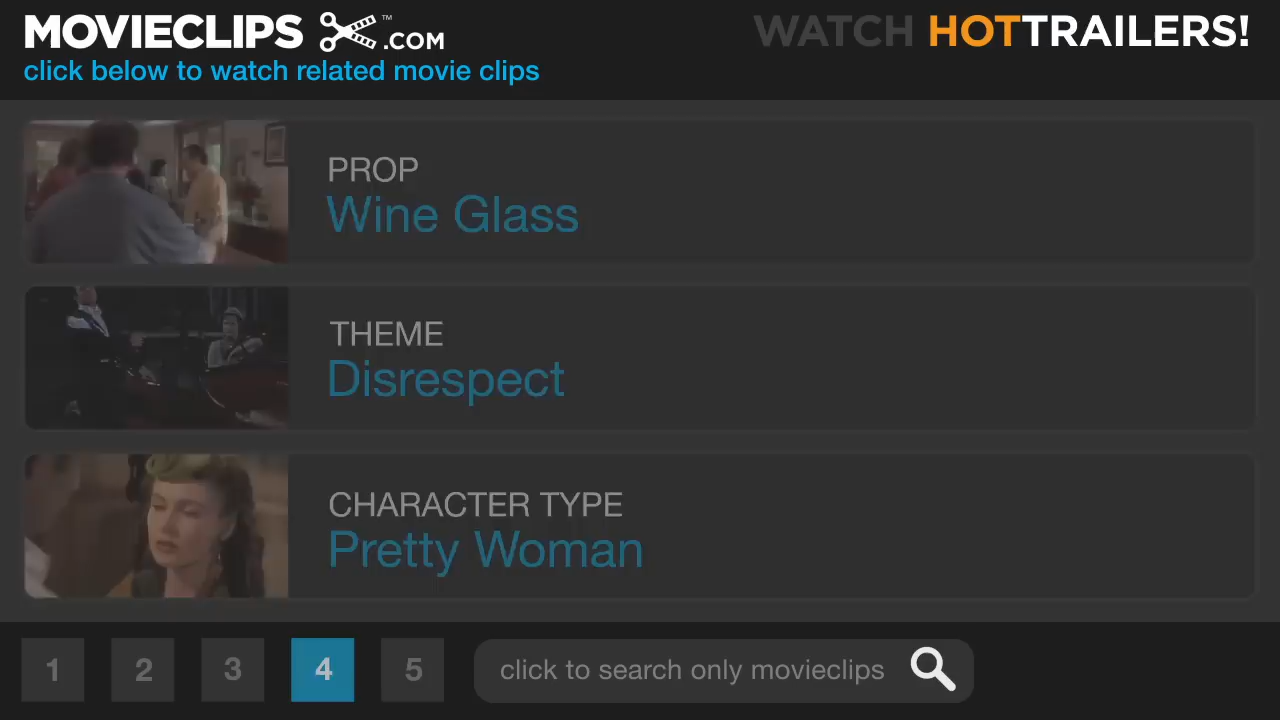 MOVIECLIPS™.COM
WATCH HOTTRAILERS!
click below to watch related movie clips
PROP
Wine Glass
THEME
Disrespect
CHARACTER TYPE
Pretty Woman
1 2 3 4 5
click to search only movieclips